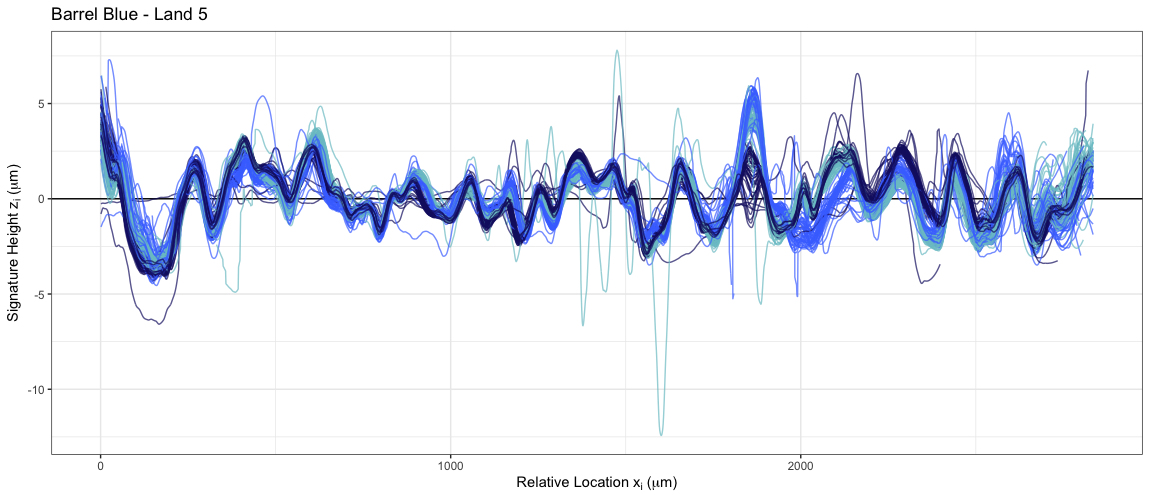 Barrel Blue - Land 5
Signature Height zᵢ (μm)
5
0
-5
-10
0
1000
2000
Relative Location xᵢ (μm)